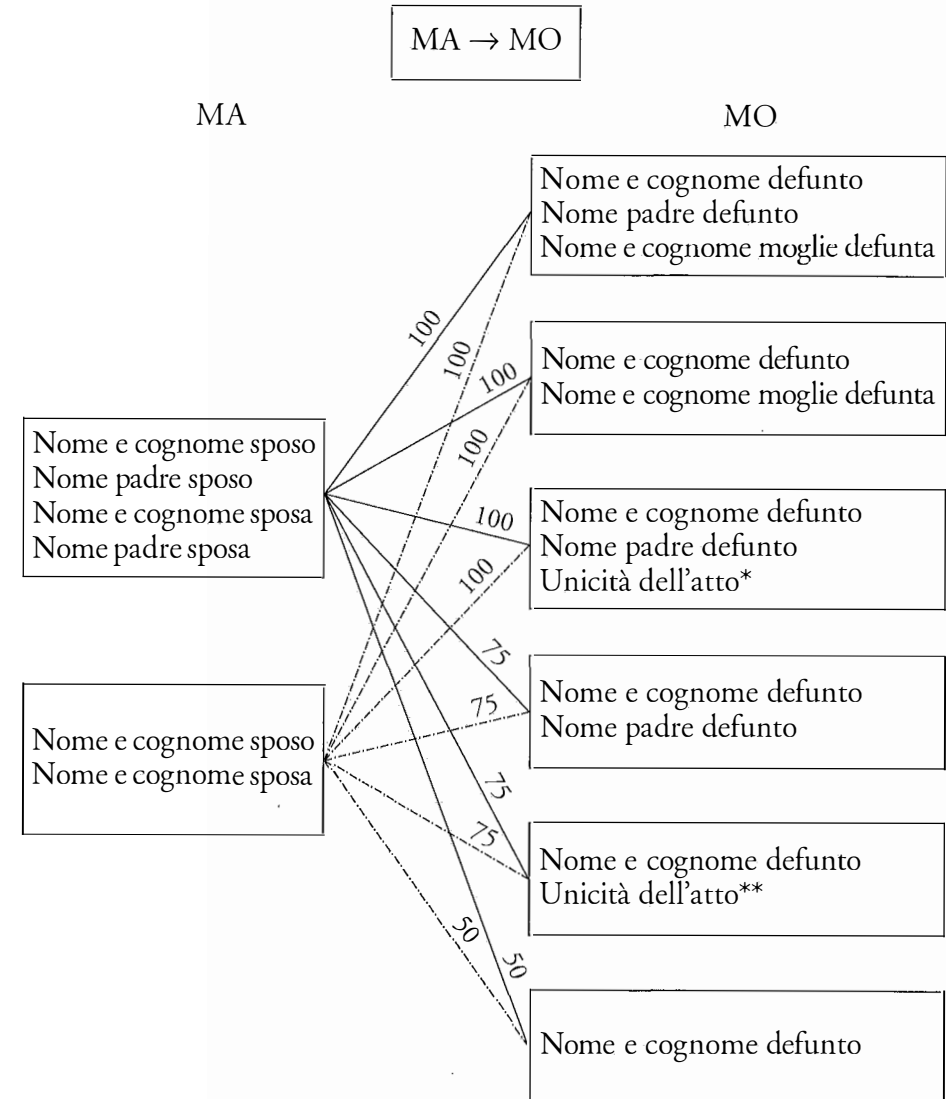 MA → MO
MA
MO
Nome e cognome defunto
Nome padre defunto
Nome e cognome moglie defunta
Nome e cognome defunto
Nome e cognome moglie defunta
Nome e cognome sposo
Nome padre sposo
Nome e cognome sposa
Nome padre sposa
Nome e cognome defunto
Nome padre defunto
Unicità dell'atto*
Nome e cognome defunto
Nome padre defunto
Nome e cognome sposo
Nome e cognome sposa
Nome e cognome defunto
Unicità dell'atto**
Nome e cognome defunto
100
100
100
100
100
100
75
75
75
75
50
50